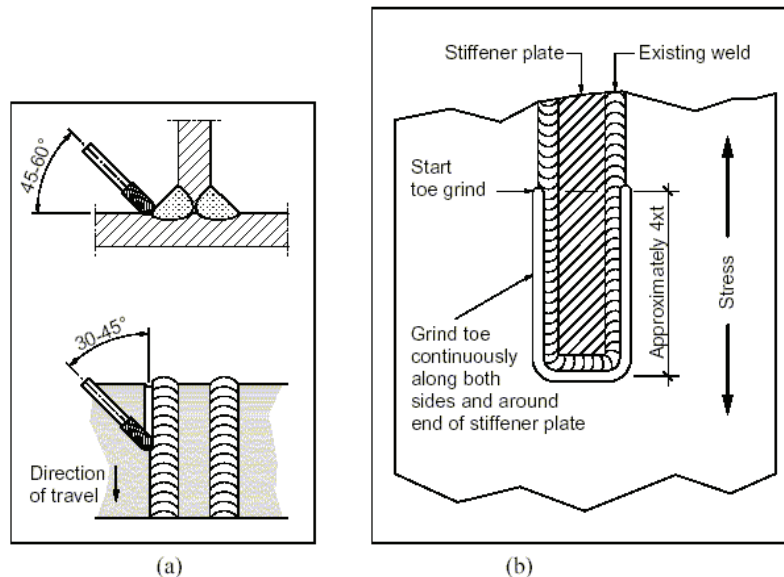 45-60°
30-45°
Direction
of travel
(a)
Stiffener plate
Existing weld
Start
toe grind
Approximately 4xt
Stress
Grind toe
continuously
along both
sides and around
end of stiffener plate
(b)